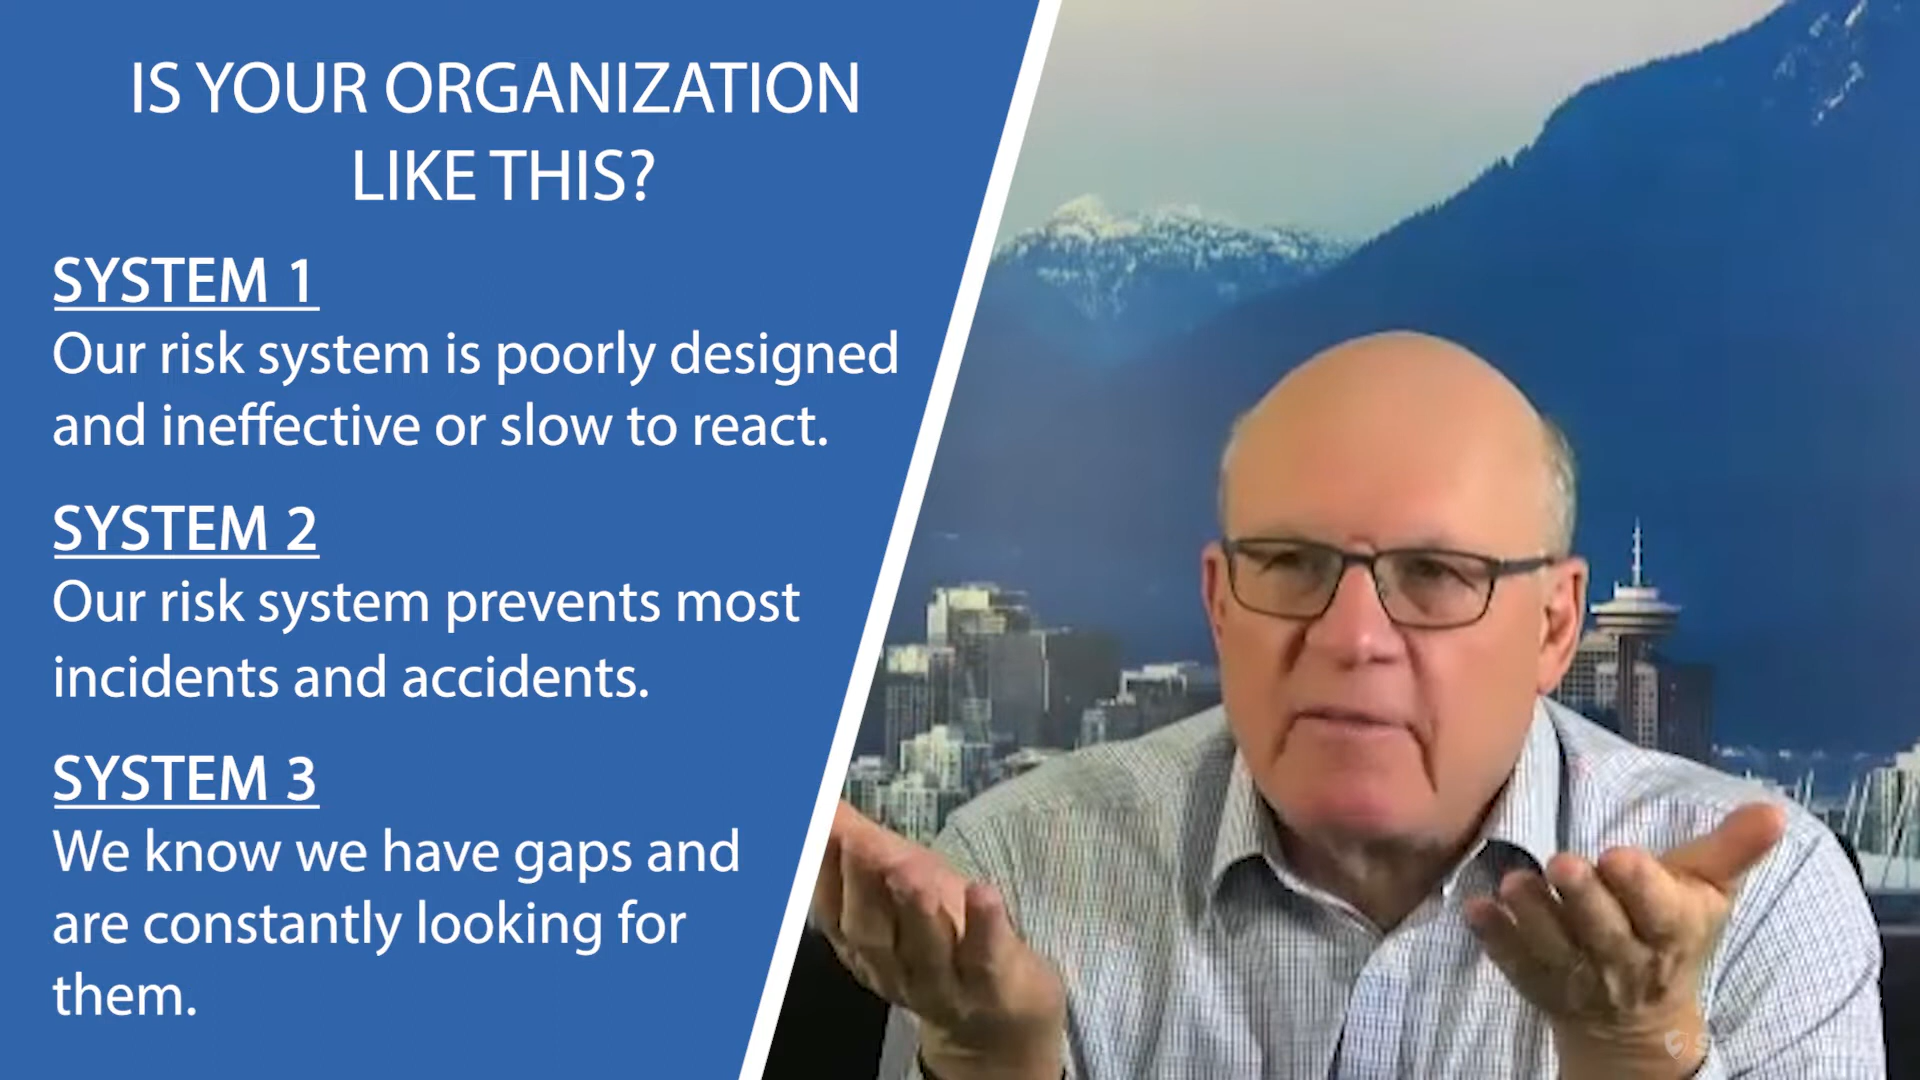 IS YOUR ORGANIZATION
LIKE THIS?
SYSTEM 1
Our risk system is poorly designed
and ineffective or slow to react.
SYSTEM 2
Our risk system prevents most
incidents and accidents.
SYSTEM 3
We know we have gaps and
are constantly looking for
them.